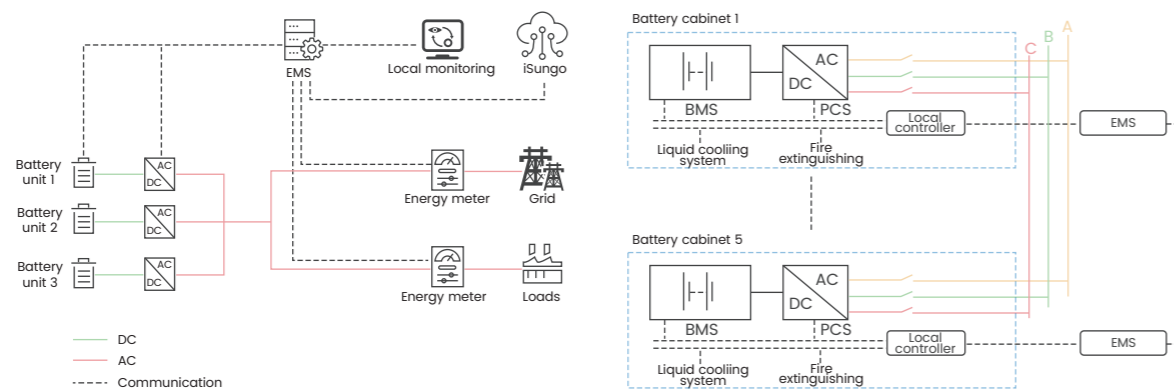 EMS
Local monitoring
iSungo
Battery
unit 1
AC
DC
Energy meter
Grid
Battery
unit 2
AC
DC
Battery
unit 3
AC
DC
Energy meter
Loads
DC
AC
Communication
Battery cabinet 1
A
B
C
AC
DC
BMS
PCS
Local
controller
EMS
Liquid cooliing
system
Fire
extinguishing
Battery cabinet 5
AC
DC
BMS
PCS
Local
controller
EMS
Liquid cooliing
system
Fire
extinguishing